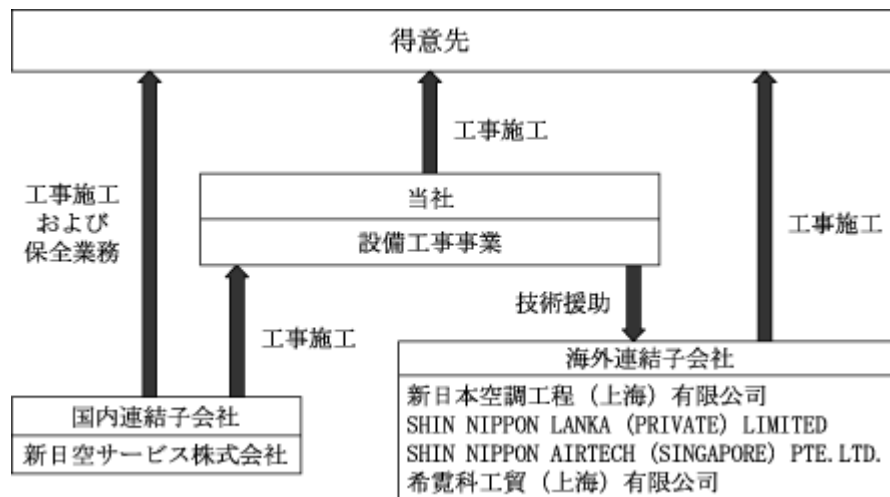 得意先
工事施工
工事施工
および
保全業務
当社
設備工事事業
工事施工
技術援助
工事施工
海外連結子会社
新日本空調工程（上海）有限公司
SHIN NIPPON LANKA (PRIVATE) LIMITED
SHIN NIPPON AIRTECH (SINGAPORE) PTE.LTD.
希霓科工貿（上海）有限公司
国内連結子会社
新日空サービス株式会社